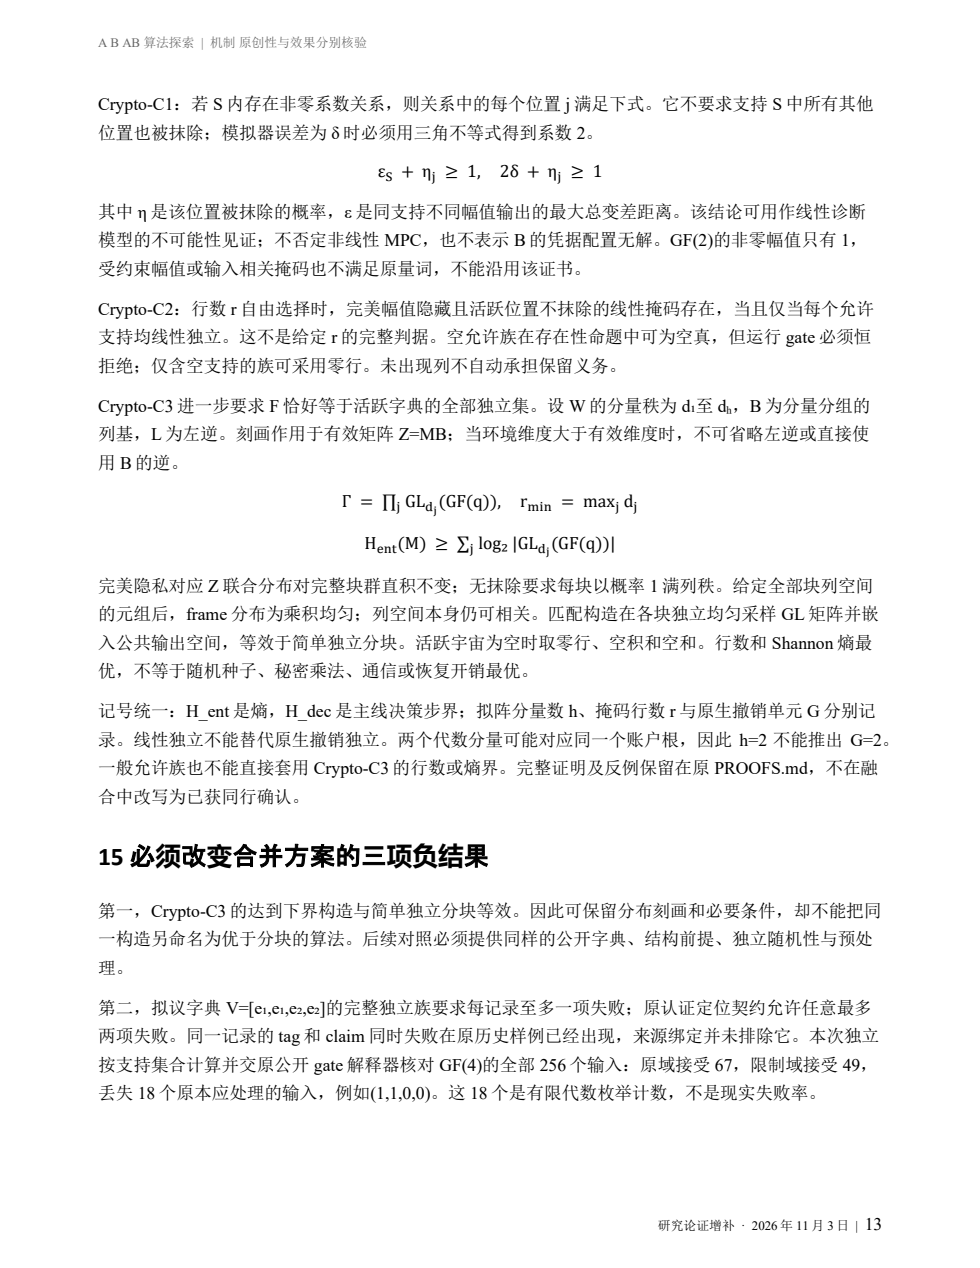 A B AB 算法探索 | 机制 原创性与效果分别核验
Crypto-C1：若 S 内存在非零系数关系，则关系中的每个位置 j 满足下式。它不要求支持 S 中所有其他
位置也被抹除；模拟器误差为 δ 时必须用三角不等式得到系数 2。
εS + ηj ≥ 1, 2δ + ηj ≥ 1
其中 η 是该位置被抹除的概率，ε 是同支持不同幅值输出的最大总变差距离。该结论可用作线性诊断
模型的不可能性见证；不否定非线性 MPC，也不表示 B 的凭据配置无解。GF(2)的非零幅值只有 1，
受约束幅值或输入相关掩码也不满足原量词，不能沿用该证书。
Crypto-C2：行数 r 自由选择时，完美幅值隐藏且活跃位置不抹除的线性掩码存在，当且仅当每个允许
支持均线性独立。这不是给定 r 的完整判据。空允许族在存在性命题中可为空真，但运行 gate 必须恒
拒绝；仅含空支持的族可采用零行。未出现列不自动承担保留义务。
Crypto-C3 进一步要求 F 恰好等于活跃字典的全部独立集。设 W 的分量秩为 d₁至 dₕ，B 为分量分组的
列基，L 为左逆。刻画作用于有效矩阵 Z=MB；当环境维度大于有效维度时，不可省略左逆或直接使
用 B 的逆。
Γ = ∏j GLdj(GF(q)), rmin = maxj dj
Hent(M) ≥ ∑j log₂ |GLdj(GF(q))|
完美隐私对应 Z 联合分布对完整块群直积不变；无抹除要求每块以概率 1 满列秩。给定全部块列空间
的元组后，frame 分布为乘积均匀；列空间本身仍可相关。匹配构造在各块独立均匀采样 GL 矩阵并嵌
入公共输出空间，等效于简单独立分块。活跃宇宙为空时取零行、空积和空和。行数和 Shannon 熵最
优，不等于随机种子、秘密乘法、通信或恢复开销最优。
记号统一：H_ent 是熵，H_dec 是主线决策步界；拟阵分量数 h、掩码行数 r 与原生撤销单元 G 分别记
录。线性独立不能替代原生撤销独立。两个代数分量可能对应同一个账户根，因此 h=2 不能推出 G=2。
一般允许族也不能直接套用 Crypto-C3 的行数或熵界。完整证明及反例保留在原 PROOFS.md，不在融
合中改写为已获同行确认。
15 必须改变合并方案的三项负结果
第一，Crypto-C3 的达到下界构造与简单独立分块等效。因此可保留分布刻画和必要条件，却不能把同
一构造另命名为优于分块的算法。后续对照必须提供同样的公开字典、结构前提、独立随机性与预处
理。
第二，拟议字典 V=[e₁,e₁,e₂,e₂]的完整独立族要求每记录至多一项失败；原认证定位契约允许任意最多
两项失败。同一记录的 tag 和 claim 同时失败在原历史样例已经出现，来源绑定并未排除它。本次独立
按支持集合计算并交原公开 gate 解释器核对 GF(4)的全部 256 个输入：原域接受 67，限制域接受 49，
丢失 18 个原本应处理的输入，例如(1,1,0,0)。这 18 个是有限代数枚举计数，不是现实失败率。
研究论证增补 · 2026 年 11 月 3 日 | 13